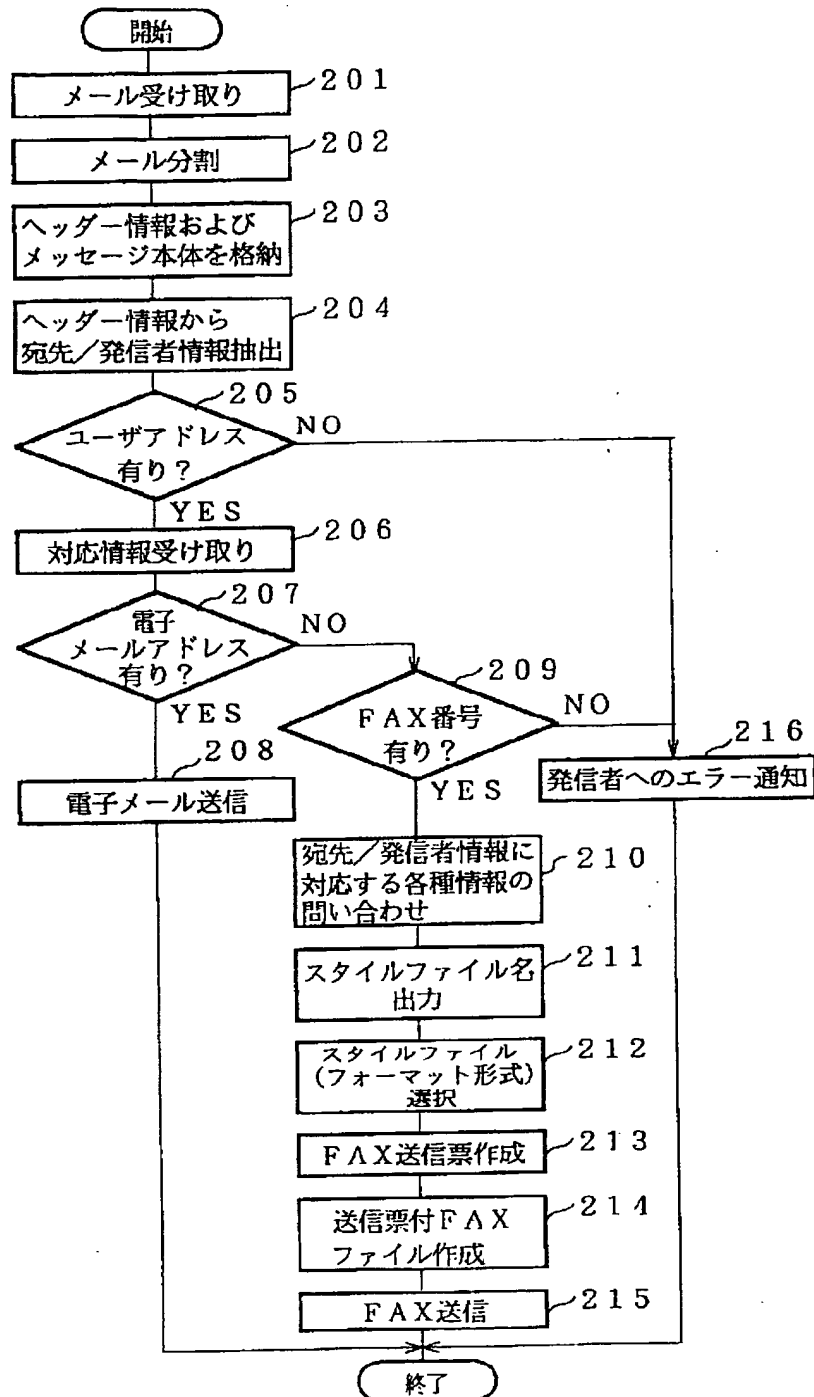 開始
メール受け取り
２０１
メール分割
２０２
ヘッダー情報および
メッセージ本体を格納
２０３
ヘッダー情報から
宛先／発信者情報抽出
２０４
２０５
ユーザアドレス
有り？
ＮＯ
ＹＥＳ
対応情報受け取り
２０６
２０７
電子
メールアドレス
有り？
ＮＯ
ＹＥＳ
２０８
電子メール送信
２０９
ＦＡＸ番号
有り？
ＮＯ
ＹＥＳ
２１６
発信者へのエラー通知
宛先／発信者情報に
対応する各種情報の
問い合わせ
２１０
スタイルファイル名
出力
２１１
スタイルファイル
(フォーマット形式)
選択
２１２
ＦＡＸ送信票作成
２１３
送信票付ＦＡＸ
ファイル作成
２１４
ＦＡＸ送信
２１５
終了